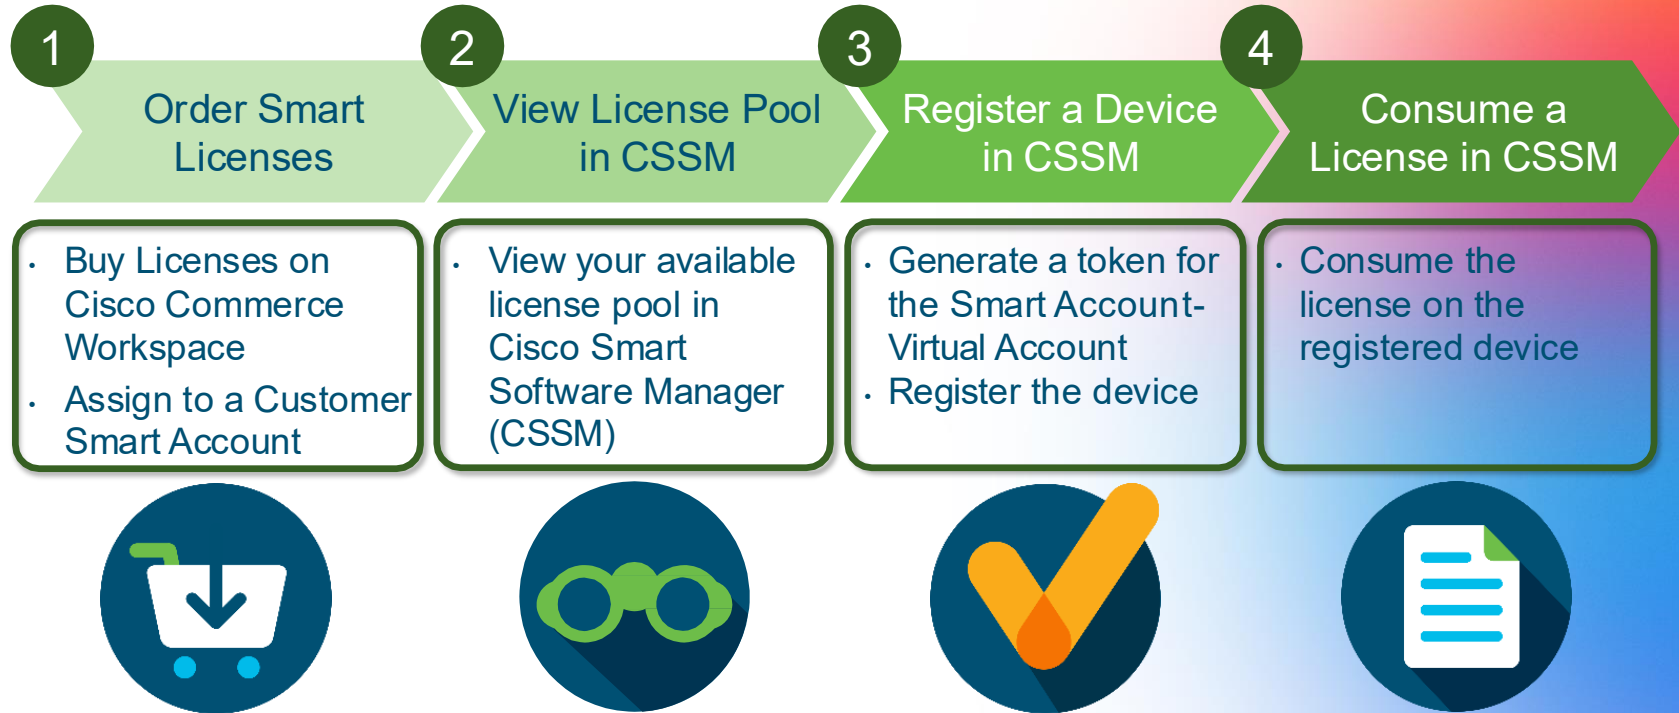 1
Order Smart
Licenses
• Buy Licenses on
Cisco Commerce
Workspace
• Assign to a Customer
Smart Account
2
View License Pool
in CSSM
• View your available
license pool in
Cisco Smart
Software Manager
(CSSM)
3
Register a Device
in CSSM
• Generate a token for
the Smart Account-
Virtual Account
• Register the device
4
Consume a
License in CSSM
• Consume the
license on the
registered device